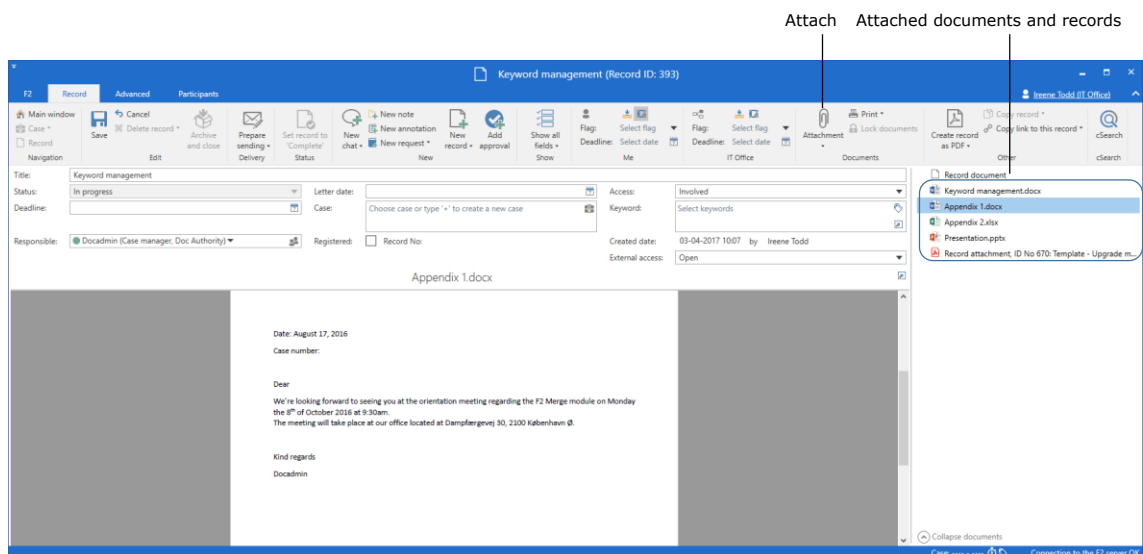 Attach Attached documents and records
Keyword management (Record ID: 393)
F2 Record Advanced Participants Ireene Todd (IT Office)
Main window
Case
Record
Navigation
Save
Cancel
Delete record
Archive and close
Edit
Prepare sending
Delivery
Set record to 'Complete'
Status
New chat
New note
New annotation
New request
New record
Add approval
New
Show all fields
Show
Flag: Select flag
Deadline: Select date
Me
Flag: Select flag
Deadline: Select date
IT Office
Attachment
Print
Lock documents
Documents
Create record as PDF
Copy record
Copy link to this record
Other
cSearch
cSearch
Title: Keyword management
Status: In progress Letter date: Access: Involved
Deadline: Case: Choose case or type '+' to create a new case Keyword: Select keywords
Responsible: Docadmin (Case manager, Doc Authority) Registered: Record No: Created date: 03-04-2017 10:07 by Ireene Todd
External access: Open
Record document
Keyword management.docx
Appendix 1.docx
Appendix 2.xlsx
Presentation.pptx
Record attachment, ID No 670: Template - Upgrade m...
Appendix 1.docx
Date: August 17, 2016
Case number:
Dear
We're looking forward to seeing you at the orientation meeting regarding the F2 Merge module on Monday
the 8th of October 2016 at 9:30am.
The meeting will take place at our office located at Dampfærgevej 30, 2100 København Ø.
Kind regards
Docadmin
Collapse documents
Connection to the F2 server OK